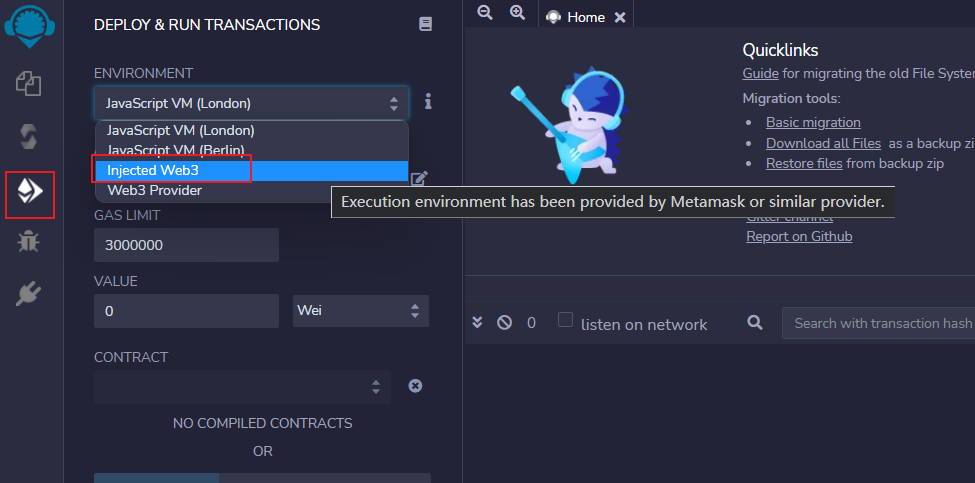 DEPLOY & RUN TRANSACTIONS
ENVIRONMENT
JavaScript VM (London)
JavaScript VM (London)
JavaScript VM (Berlin)
Injected Web3
Web3 Provider
Execution environment has been provided by Metamask or similar provider.
GAS LIMIT
3000000
VALUE
0
Wei
CONTRACT
NO COMPILED CONTRACTS
OR
Home
Quicklinks
Guide for migrating the old File System
Migration tools:
Basic migration
Download all Files as a backup zi
Restore files from backup zip
Gitter channel
Report on Github
0
listen on network
Search with transaction hash